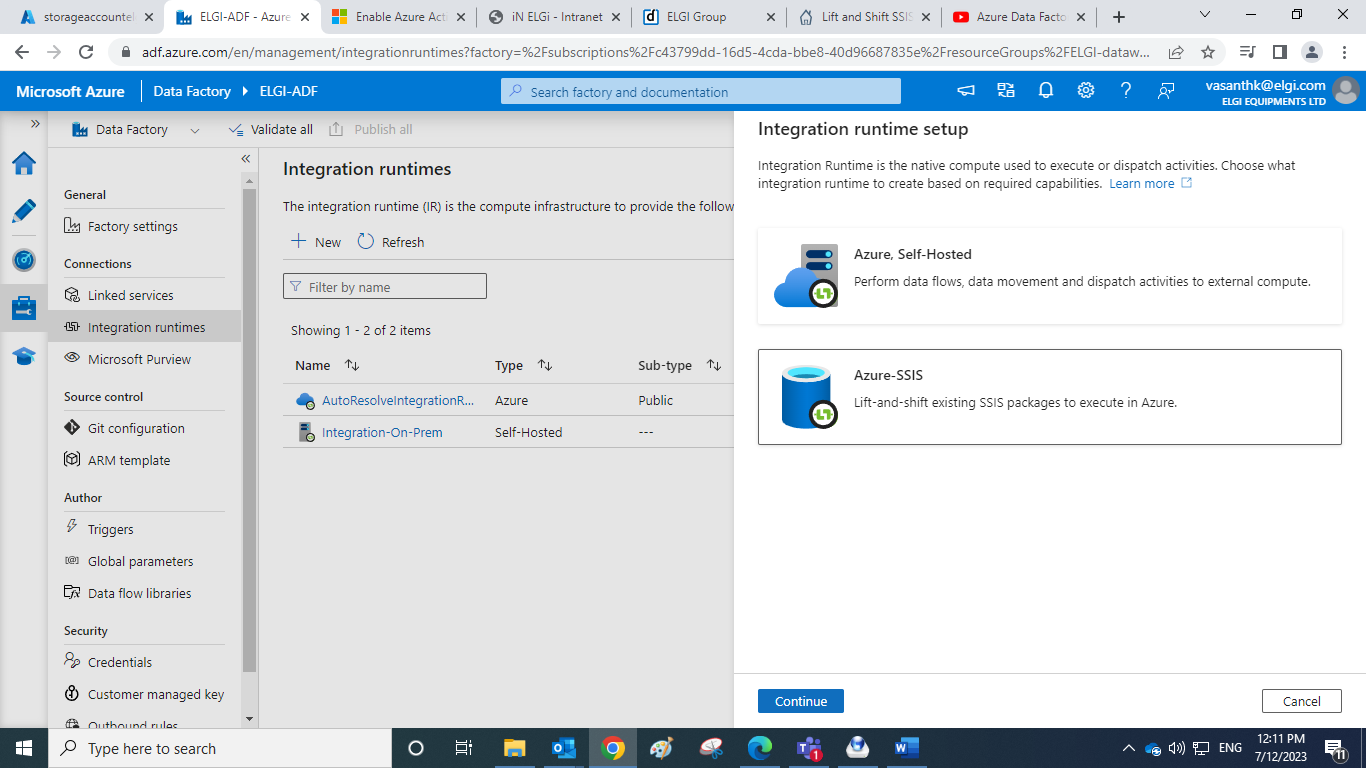 storageaccountel
ELGI-ADF - Azure
Enable Azure Act
iN ELGi - Intranet
ELGI Group
Lift and Shift SSIS
Azure Data Facto
adf.azure.com/en/management/integrationruntimes?factory=%2Fsubscriptions%2Fc43799dd-16d5-4cda-bbe8-40d96687835e%2FresourceGroups%2FELGI-dataw...
Microsoft Azure
Data Factory
ELGI-ADF
Search factory and documentation
vasanthk@elgi.com
ELGI EQUIPMENTS LTD
Data Factory
Validate all
Publish all
General
Factory settings
Connections
Linked services
Integration runtimes
Microsoft Purview
Source control
Git configuration
ARM template
Author
Triggers
Global parameters
Data flow libraries
Security
Credentials
Customer managed key
Outbound rules
Integration runtimes
The integration runtime (IR) is the compute infrastructure to provide the follow
New
Refresh
Filter by name
Showing 1 - 2 of 2 items
Name Type Sub-type
AutoResolveIntegrationR... Azure Public
Integration-On-Prem Self-Hosted ---
Integration runtime setup
Integration Runtime is the native compute used to execute or dispatch activities. Choose what
integration runtime to create based on required capabilities. Learn more
Azure, Self-Hosted
Perform data flows, data movement and dispatch activities to external compute.
Azure-SSIS
Lift-and-shift existing SSIS packages to execute in Azure.
Continue
Cancel
Type here to search
1
ENG
12:11 PM
7/12/2023
11